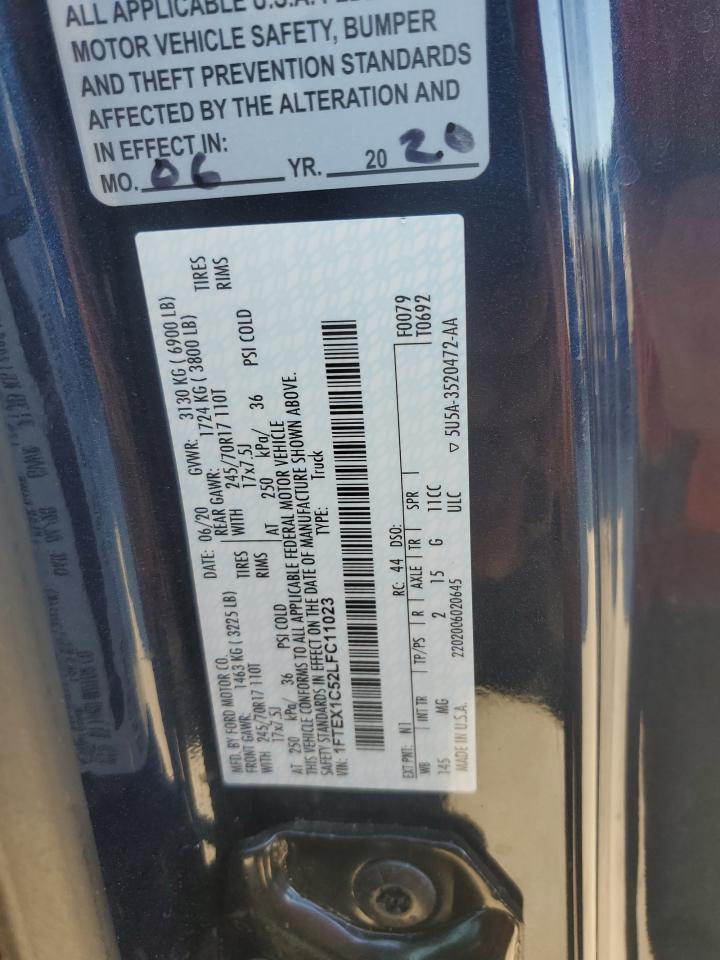 ALL APPLICABLE U.S.A.
MOTOR VEHICLE SAFETY, BUMPER
AND THEFT PREVENTION STANDARDS
AFFECTED BY THE ALTERATION AND
IN EFFECT IN:
MO. 06 YR. 20 20
MFD. BY FORD MOTOR CO. DATE: 06/20 GVWR: 3130 KG ( 6900 LB)
FRONT GAWR: 1463 KG ( 3225 LB) REAR GAWR: 1724 KG ( 3800 LB)
WITH 245/70R17 110T TIRES WITH 245/70R17 110T TIRES
17x7.5J RIMS 17x7.5J RIMS
AT 250 kPa/ 36 PSI COLD AT 250 kPa/ 36 PSI COLD
THIS VEHICLE CONFORMS TO ALL APPLICABLE FEDERAL MOTOR VEHICLE
SAFETY STANDARDS IN EFFECT ON THE DATE OF MANUFACTURE SHOWN ABOVE.
VIN: 1FTEX1C52LFC11023 TYPE: Truck
F0079
T0692
EXT PNT: N1 RC: 44 DSO:
WB INT TR TP/PS R AXLE TR SPR
145 MG 2 15 G 11CC
MADE IN U.S.A. 2202006020645 ULC ▽ 5U5A-3520472-AA